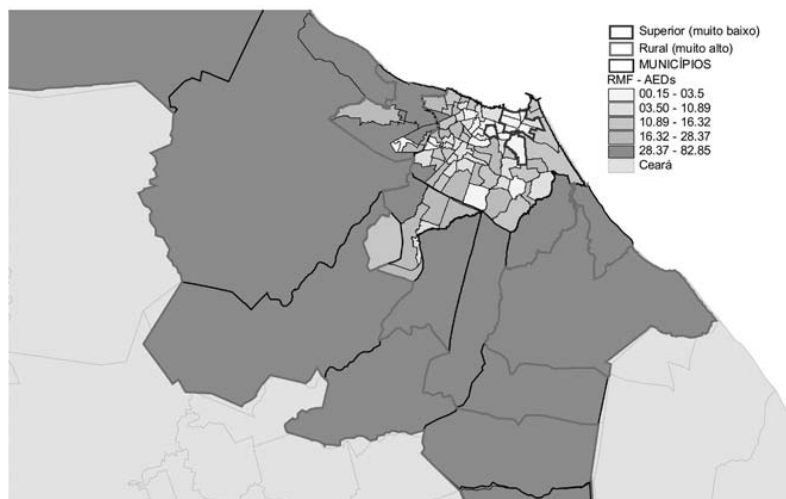 Superior (muito baixo)
Rural (muito alto)
MUNICÍPIOS
RMF - AEDs
00.15 - 03.5
03.50 - 10.89
10.89 - 16.32
16.32 - 28.37
28.37 - 82.85
Ceará